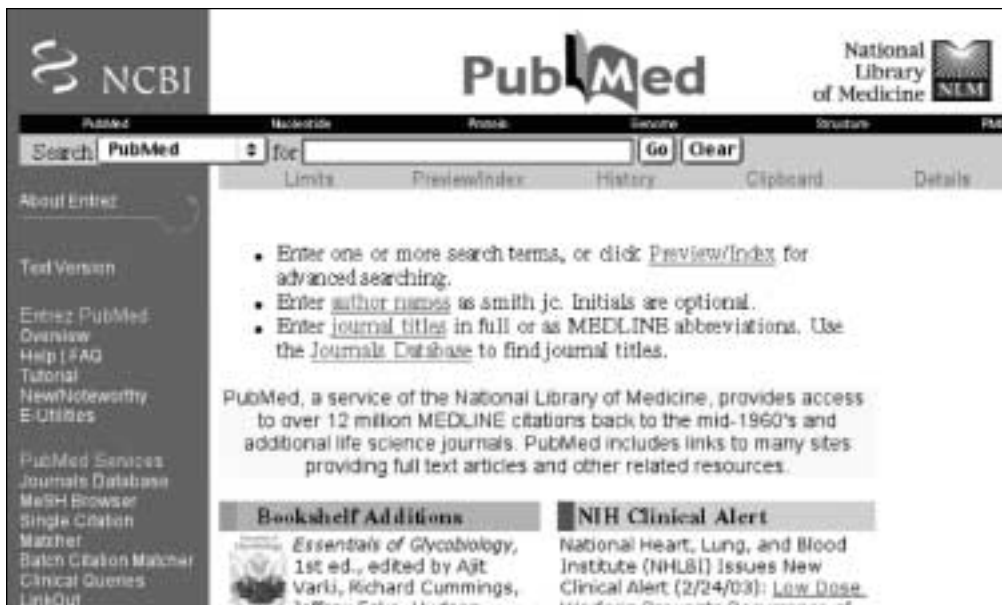 NCBI
PubMed
National
Library
of Medicine NLM
PubMed Nucleotide Protein Genome Structure
Search PubMed for Go Clear
Limits Preview/Index History Clipboard Details
About Entrez
Text Version
Entrez PubMed
Overview
Help | FAQ
Tutorial
New/Noteworthy
E-Utilities
PubMed Services
Journals Database
MeSH Browser
Single Citation
Matcher
Batch Citation Matcher
Clinical Queries
LinkOut
• Enter one or more search terms, or click Preview/Index for
advanced searching.
• Enter author names as smith jc. Initials are optional.
• Enter journal titles in full or as MEDLINE abbreviations. Use
the Journals Database to find journal titles.
PubMed, a service of the National Library of Medicine, provides access
to over 12 million MEDLINE citations back to the mid-1960's and
additional life science journals. PubMed includes links to many sites
providing full text articles and other related resources.
Bookshelf Additions
Essentials of Glycobiology,
1st ed., edited by Ajit
Varki, Richard Cummings,
NIH Clinical Alert
National Heart, Lung, and Blood
Institute (NHLBI) Issues New
Clinical Alert (2/24/03): Low Dose